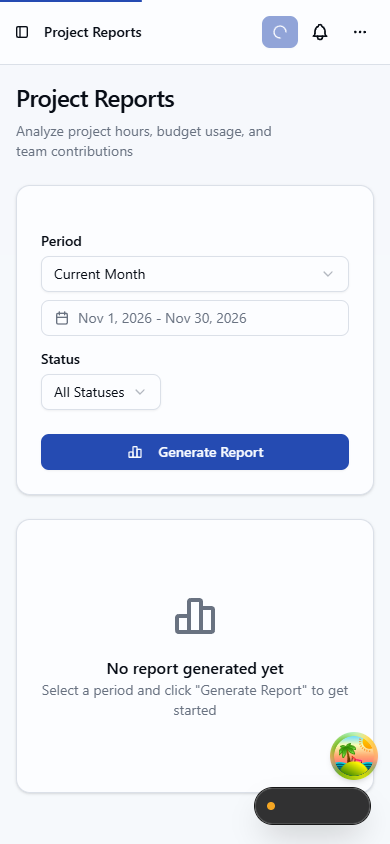 Project Reports
Project Reports
Analyze project hours, budget usage, and
team contributions
Period
Current Month
Nov 1, 2026 - Nov 30, 2026
Status
All Statuses
Generate Report
No report generated yet
Select a period and click "Generate Report" to get
started